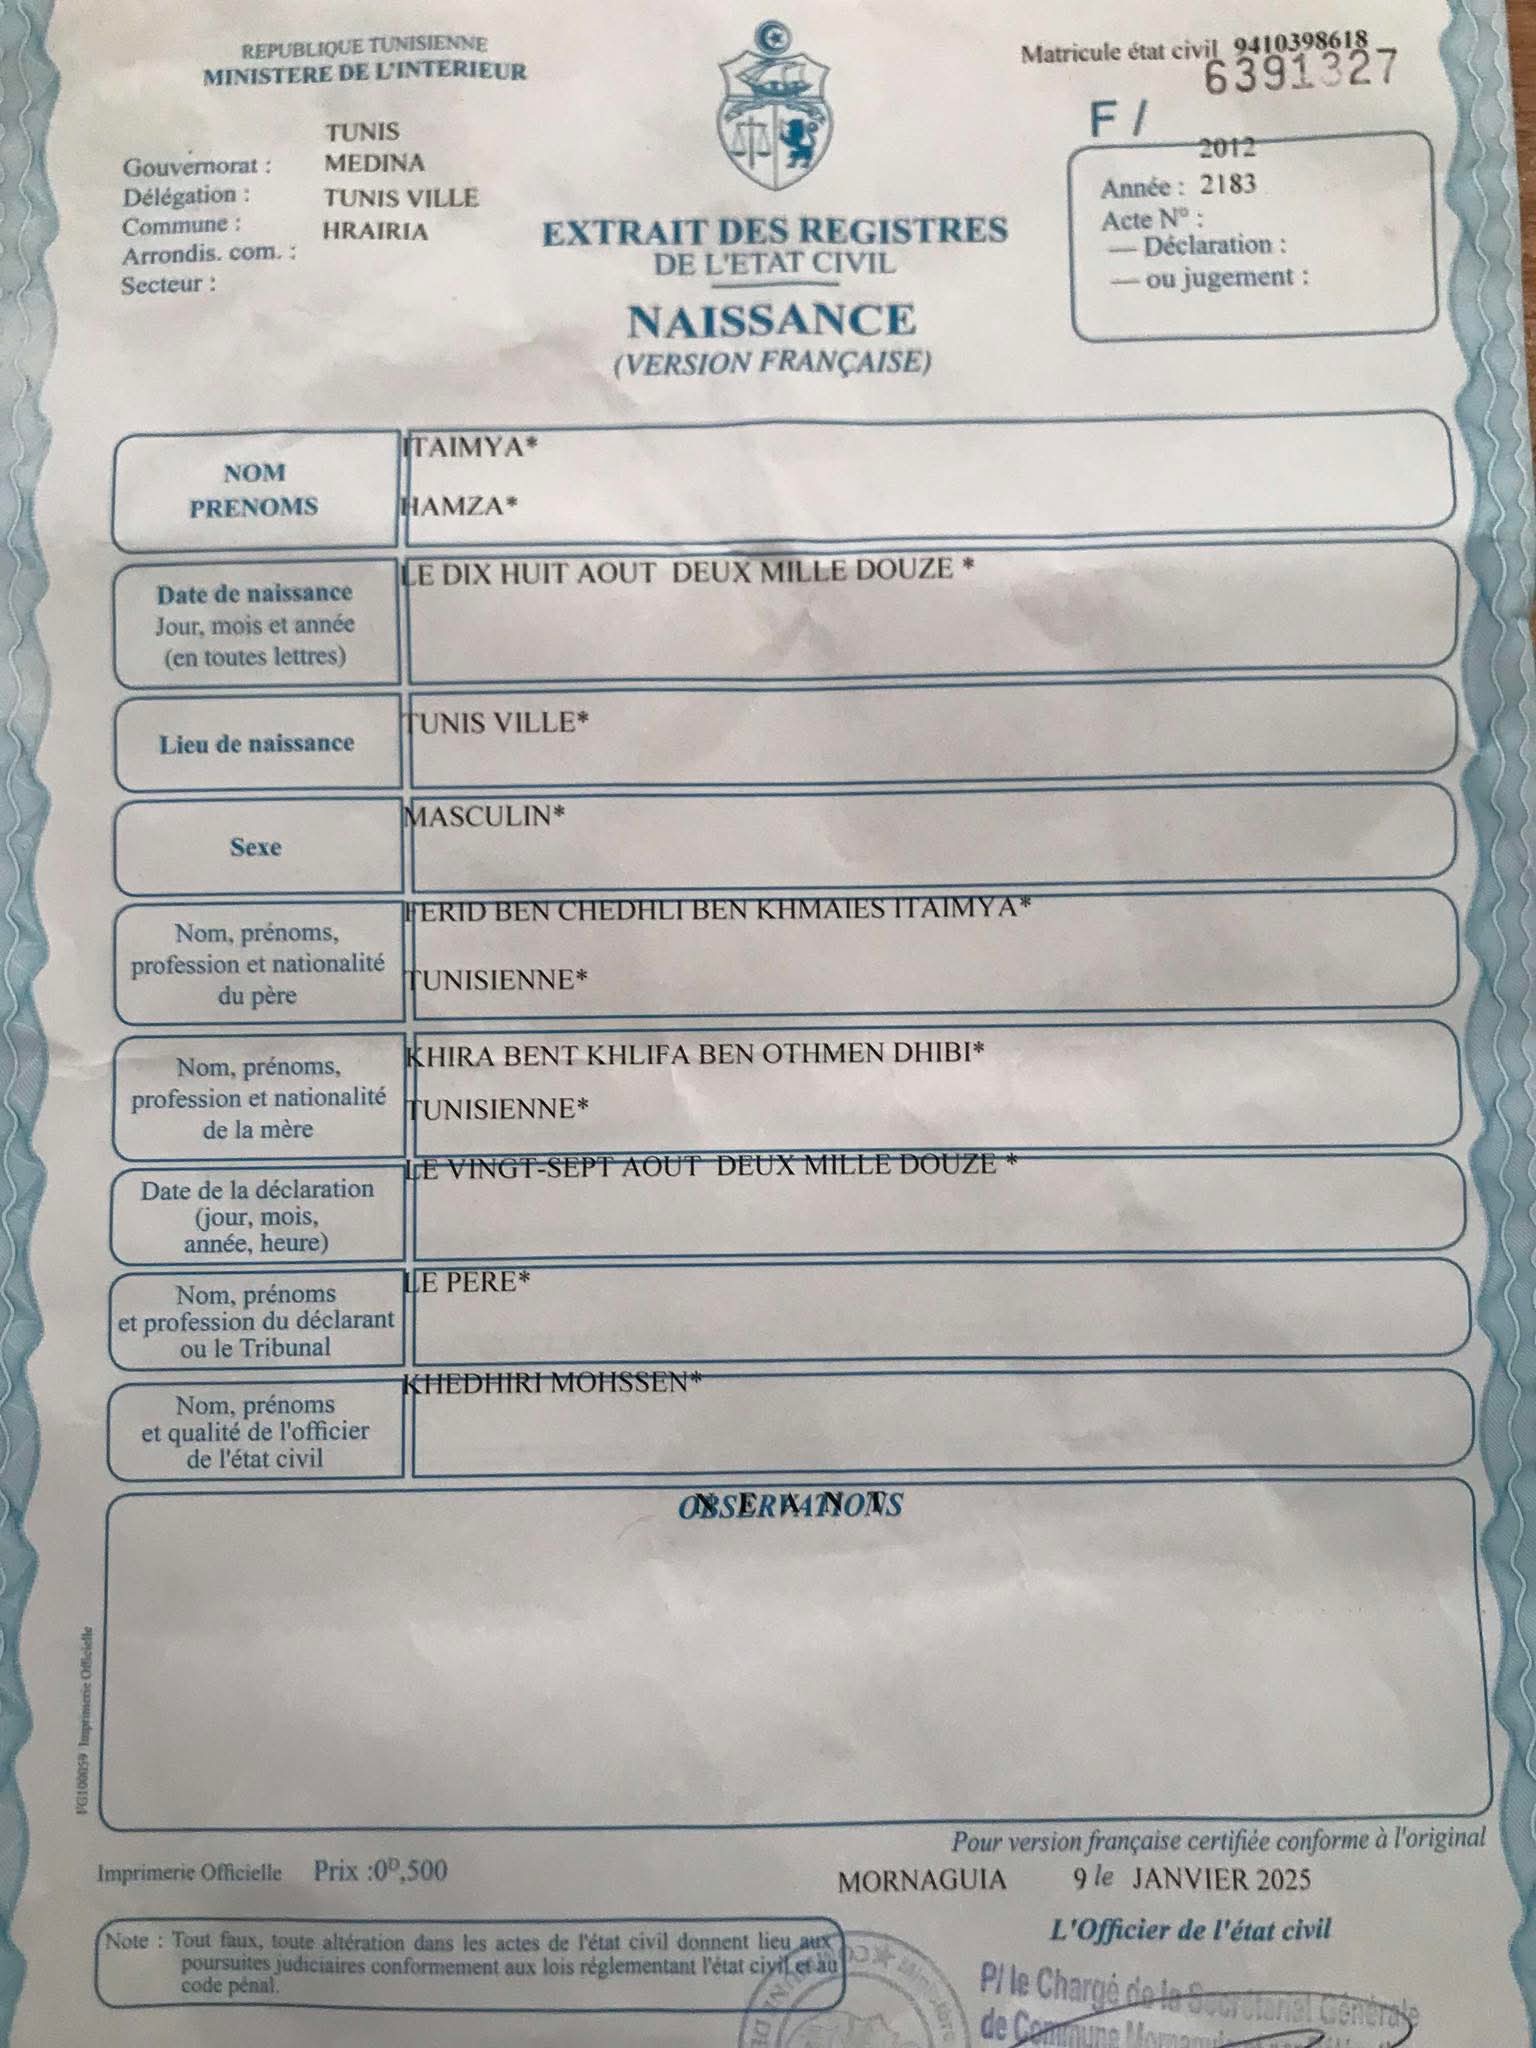 REPUBLIQUE TUNISIENNE
MINISTERE DE L'INTERIEUR
Matricule état civil 9410398618
6391327
F /
TUNIS
Gouvernorat : MEDINA
Délégation : TUNIS VILLE
Commune : HRAIRIA
Arrondis. com. :
Secteur :
2012
Année : 2183
Acte N° :
— Déclaration :
— ou jugement :
EXTRAIT DES REGISTRES
DE L'ETAT CIVIL
NAISSANCE
(VERSION FRANÇAISE)
NOM
PRENOMS
ITAIMYA*
HAMZA*
Date de naissance
Jour, mois et année
(en toutes lettres)
LE DIX HUIT AOUT DEUX MILLE DOUZE *
Lieu de naissance
TUNIS VILLE*
Sexe
MASCULIN*
Nom, prénoms,
profession et nationalité
du père
FERID BEN CHEDHLI BEN KHMAIES ITAIMYA*
TUNISIENNE*
Nom, prénoms,
profession et nationalité
de la mère
KHIRA BENT KHLIFA BEN OTHMEN DHIBI*
TUNISIENNE*
Date de la déclaration
(jour, mois,
année, heure)
LE VINGT-SEPT AOUT DEUX MILLE DOUZE *
Nom, prénoms
et profession du déclarant
ou le Tribunal
LE PERE*
Nom, prénoms
et qualité de l'officier
de l'état civil
KHEDHIRI MOHSSEN*
OBSERVATIONS
N E A N T
FG100059 Imprimerie Officielle
Pour version française certifiée conforme à l'original
Imprimerie Officielle Prix :0ᴰ,500
MORNAGUIA 9 le JANVIER 2025
L'Officier de l'état civil
Note : Tout faux, toute altération dans les actes de l'état civil donnent lieu aux
poursuites judiciaires conformement aux lois réglementant l'état civil et au
code pénal.
P/ le Chargé de la Secrétariat Générale
de Commune Mornaguia